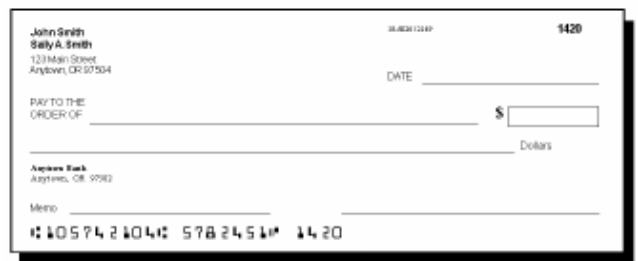 John Smith
Sally A. Smith
123 Main Street
Anytown, OR 97504
1420
DATE
PAY TO THE
ORDER OF
$
Dollars
Anytown Bank
Anytown, OR 97502
Memo
⑆105742104⑆ 5782451⑈ 1420